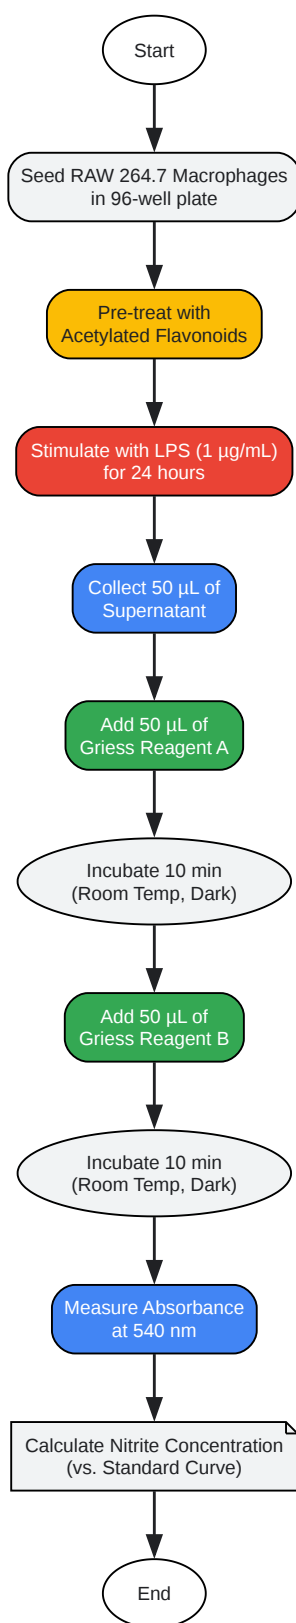 Start
Seed RAW 264.7 Macrophages
in 96-well plate
Pre-treat with
Acetylated Flavonoids
Stimulate with LPS (1 µg/mL)
for 24 hours
Collect 50 µL of
Supernatant
Add 50 µL of
Griess Reagent A
Incubate 10 min
(Room Temp, Dark)
Add 50 µL of
Griess Reagent B
Incubate 10 min
(Room Temp, Dark)
Measure Absorbance
at 540 nm
Calculate Nitrite Concentration
(vs. Standard Curve)
End